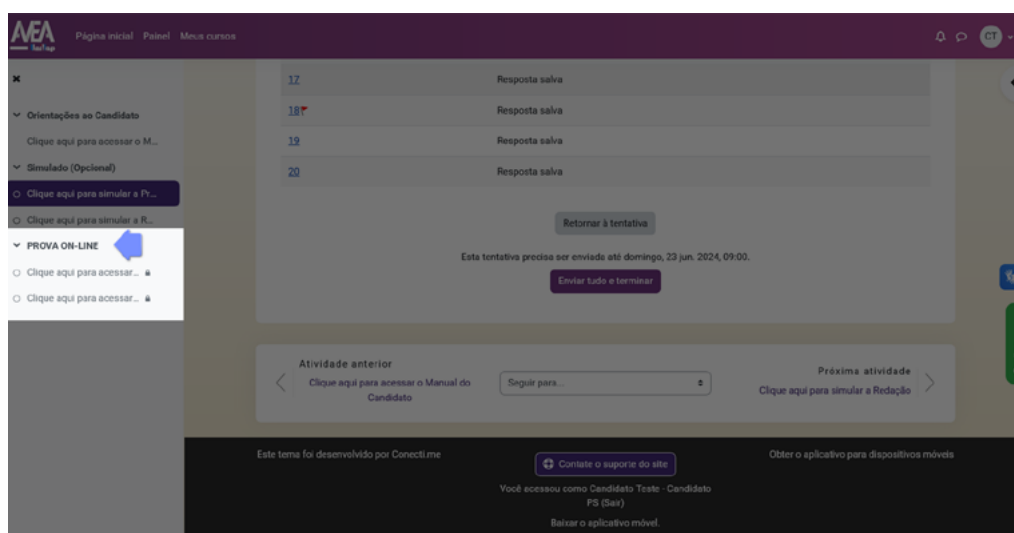 AVEA
Página inicial Painel Meus cursos
CT
Orientações ao Candidato
Clique aqui para acessar o M...
Simulado (Opcional)
Clique aqui para simular a Pr...
Clique aqui para simular a R...
PROVA ON-LINE
Clique aqui para acessar...
Clique aqui para acessar...
17 Resposta salva
18 Resposta salva
19 Resposta salva
20 Resposta salva
Retornar à tentativa
Esta tentativa precisa ser enviada até domingo, 23 jun. 2024, 09:00.
Enviar tudo e terminar
Atividade anterior
Clique aqui para acessar o Manual do
Candidato
Seguir para...
Próxima atividade
Clique aqui para simular a Redação
Este tema foi desenvolvido por Conecti.me
Contate o suporte do site
Você acessou como Candidato Teste - Candidato
PS (Sair)
Baixar o aplicativo móvel.
Obter o aplicativo para dispositivos móveis